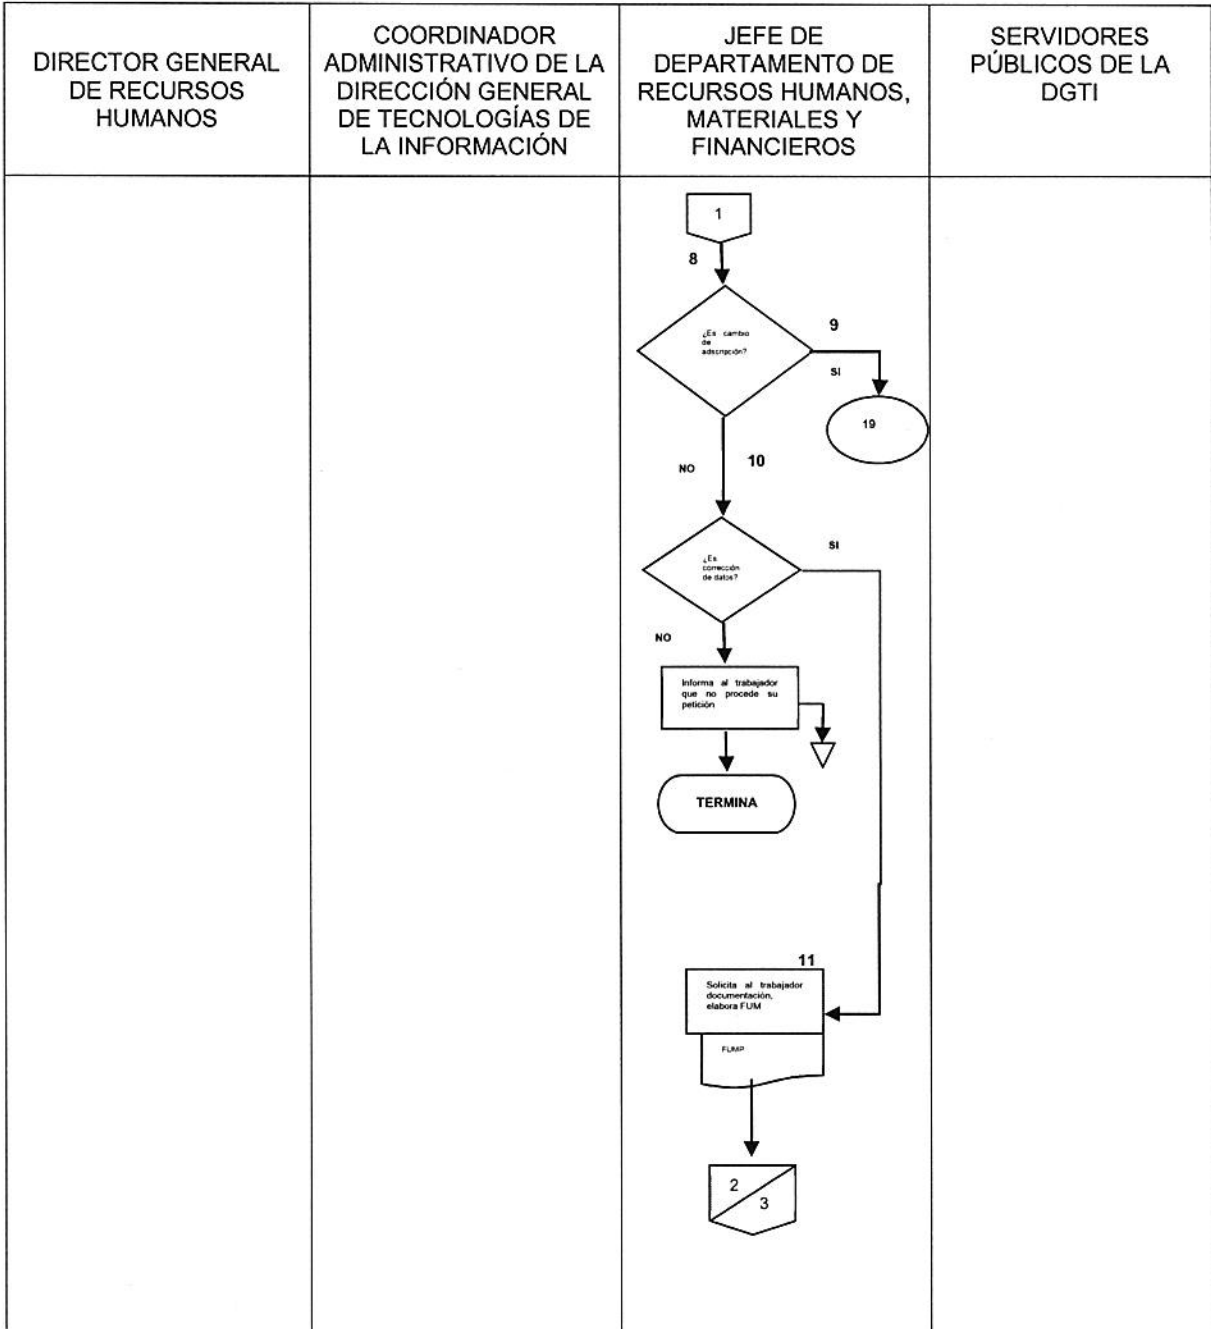 DIRECTOR GENERAL
DE RECURSOS
HUMANOS
COORDINADOR
ADMINISTRATIVO DE LA
DIRECCIÓN GENERAL
DE TECNOLOGÍAS DE
LA INFORMACIÓN
JEFE DE
DEPARTAMENTO DE
RECURSOS HUMANOS,
MATERIALES Y
FINANCIEROS
SERVIDORES
PÚBLICOS DE LA
DGTI
1
8
¿Es cambio
de
adscripción?
9
SI
19
NO
10
¿Es
corrección
de datos?
SI
NO
Informa al trabajador
que no procede su
petición
TERMINA
11
Solicita al trabajador
documentación,
elabora FUM
FUMP
2
3